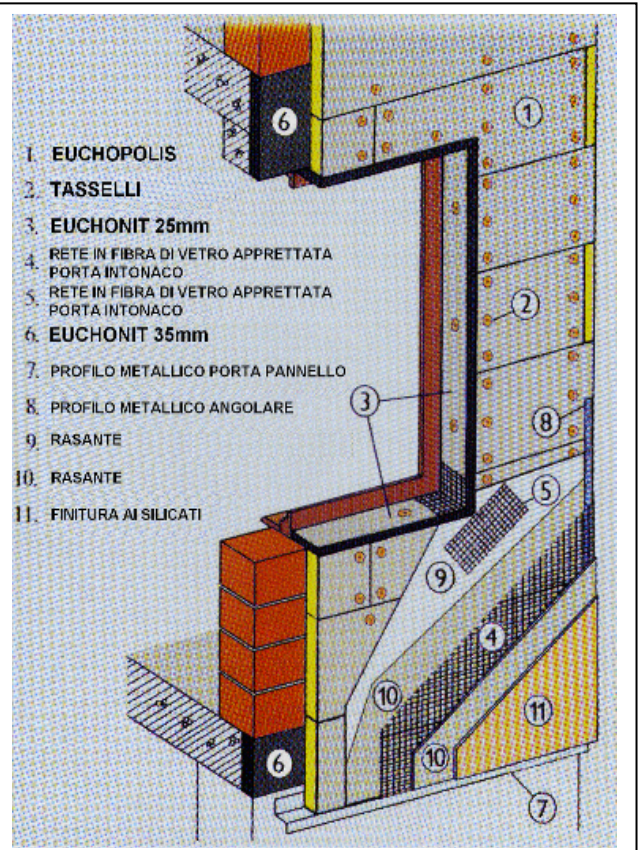 6
1
1. EUCHOPOLIS
2. TASSELLI
3. EUCHONIT 25mm
4. RETE IN FIBRA DI VETRO APPRETTATA
PORTA INTONACO
5. RETE IN FIBRA DI VETRO APPRETTATA
PORTA INTONACO
6. EUCHONIT 35mm
7. PROFILO METALLICO PORTA PANNELLO
8. PROFILO METALLICO ANGOLARE
9. RASANTE
10. RASANTE
11. FINITURA AI SILICATI
2
3
8
5
9
4
10
11
10
6
7